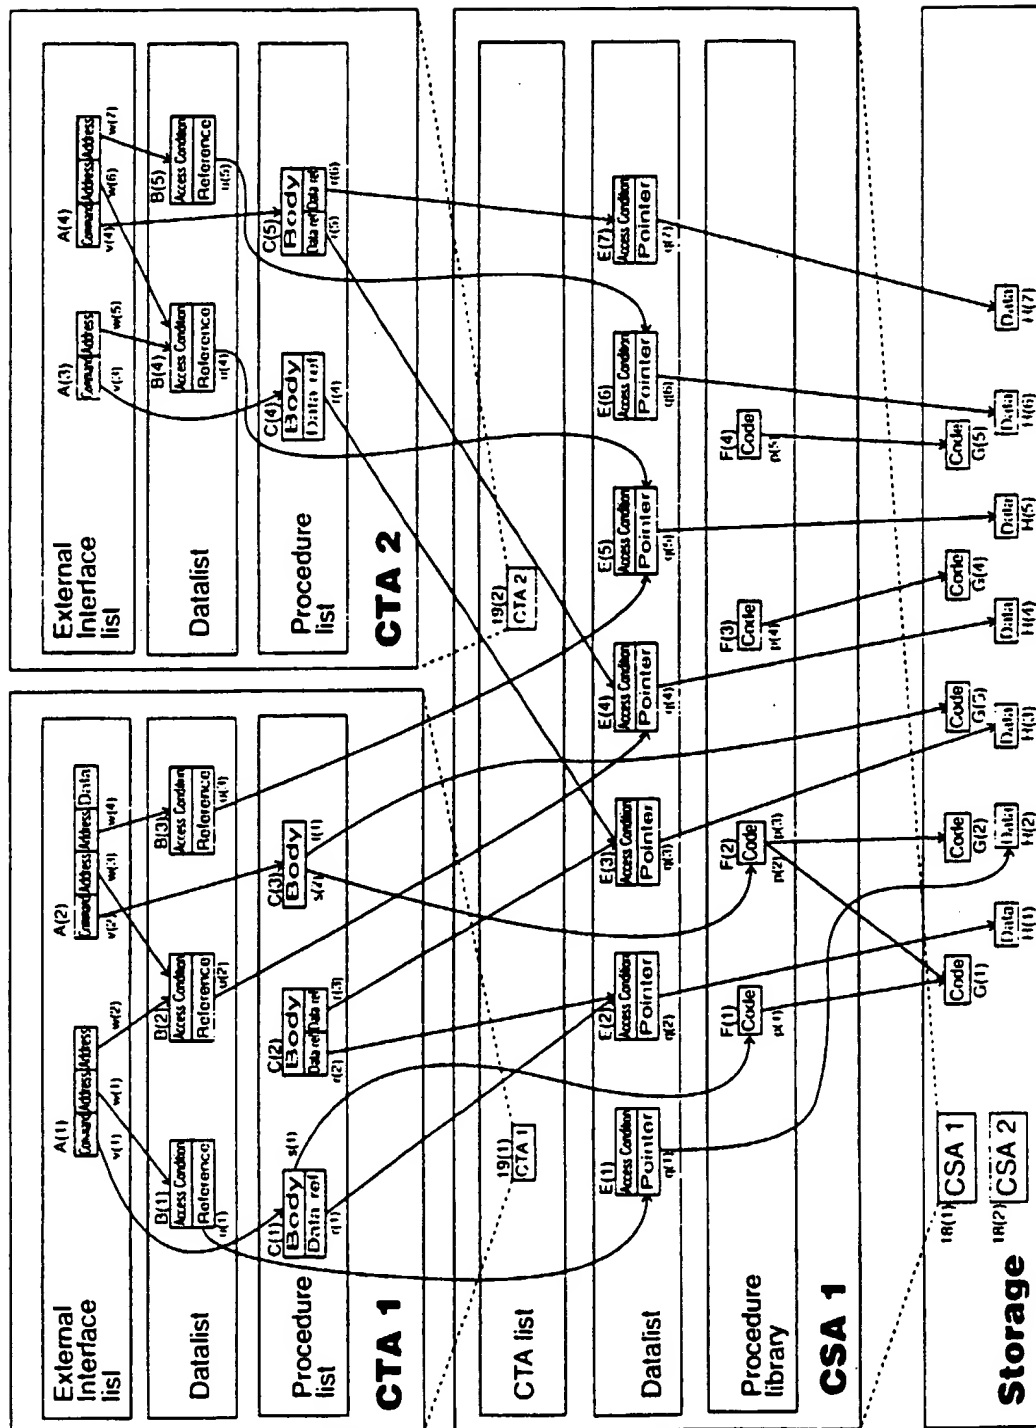 CTA 1
External
Interface
list
A(1)
Command Address Address
v(1)
w(1)
w(2)
A(2)
Command Address Address Data
v(2)
w(3)
w(4)
Datalist
B(1)
Access Condition
Reference
u(1)
B(2)
Access Condition
Reference
u(2)
B(3)
Access Condition
Reference
u(3)
Procedure
list
C(1)
Body
Data ref
r(1)
s(1)
C(2)
Body
Data ref Data ref
r(2)
r(3)
C(3)
Body
s(2)
t(1)
CTA 2
External
Interface
list
A(3)
Command Address
v(3)
w(5)
A(4)
Command Address Address
v(4)
w(6)
w(7)
Datalist
B(4)
Access Condition
Reference
u(4)
B(5)
Access Condition
Reference
u(5)
Procedure
list
C(4)
Body
Data ref
r(4)
C(5)
Body
Data ref Data ref
r(5)
r(6)
CSA 1
CTA list
19(1)
CTA 1
19(2)
CTA 2
Datalist
E(1)
Access Condition
Pointer
q(1)
E(2)
Access Condition
Pointer
q(2)
E(3)
Access Condition
Pointer
q(3)
E(4)
Access Condition
Pointer
q(4)
E(5)
Access Condition
Pointer
q(5)
E(6)
Access Condition
Pointer
q(6)
E(7)
Access Condition
Pointer
q(7)
Procedure
library
F(1)
Code
p(1)
F(2)
Code
p(2)
p(3)
F(3)
Code
p(4)
F(4)
Code
p(5)
Storage
18(1)
CSA 1
18(2)
CSA 2
Code
G(1)
Code
G(2)
Code
G(3)
Code
G(4)
Code
G(5)
Data
H(1)
Data
H(2)
Data
H(3)
Data
H(4)
Data
H(5)
Data
H(6)
Data
H(7)